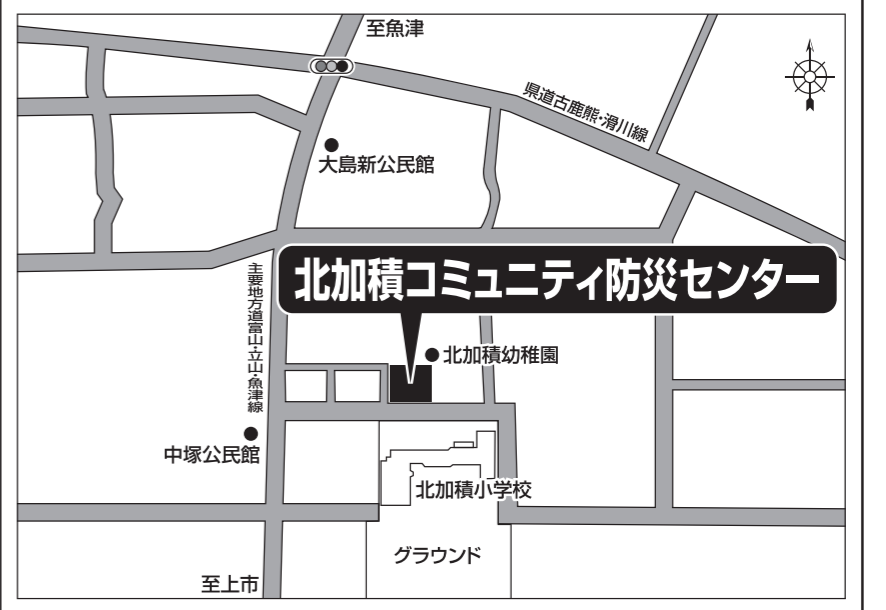 至魚津
県道古鹿熊・滑川線
大島新公民館
北加積コミュニティ防災センター
主要地方道富山・立山・魚津線
北加積幼稚園
中塚公民館
北加積小学校
グラウンド
至上市